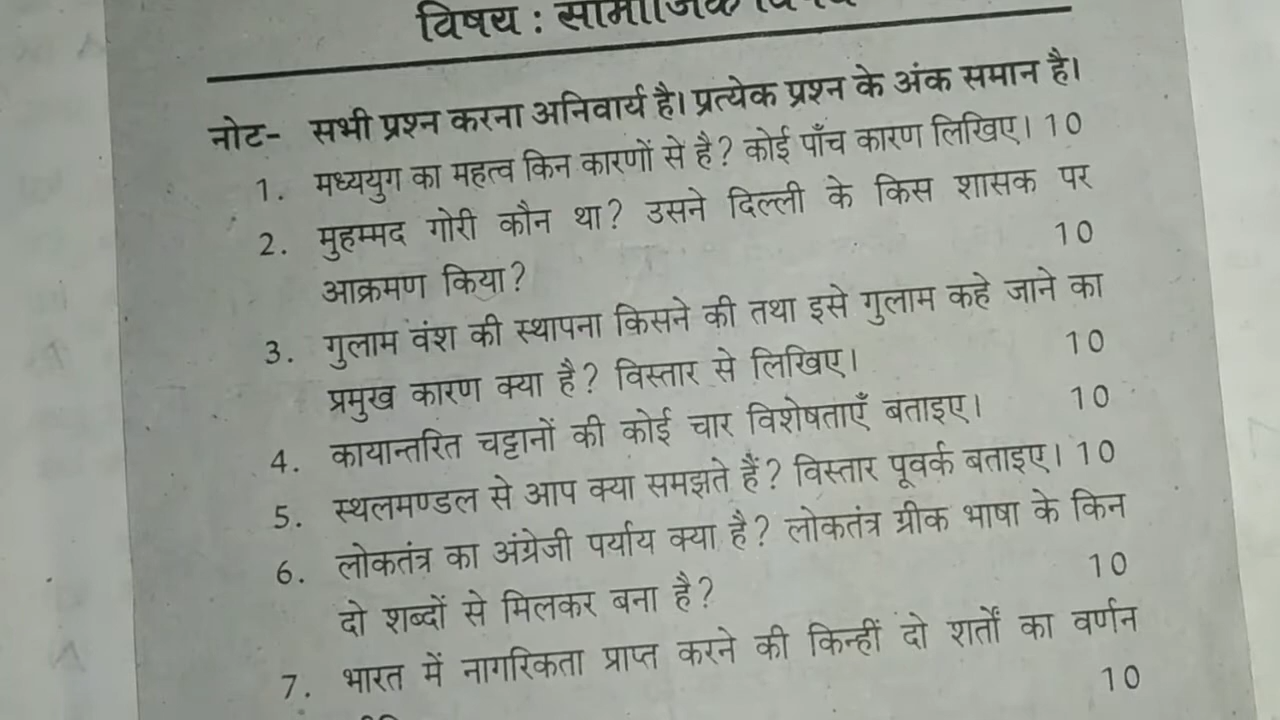 विषय : सामाजिक विषय
नोट- सभी प्रश्न करना अनिवार्य है। प्रत्येक प्रश्न के अंक समान है।
1. मध्ययुग का महत्व किन कारणों से है? कोई पाँच कारण लिखिए। 10
2. मुहम्मद गोरी कौन था? उसने दिल्ली के किस शासक पर
आक्रमण किया? 10
3. गुलाम वंश की स्थापना किसने की तथा इसे गुलाम कहे जाने का
प्रमुख कारण क्या है? विस्तार से लिखिए। 10
4. कायान्तरित चट्टानों की कोई चार विशेषताएँ बताइए। 10
5. स्थलमण्डल से आप क्या समझते हैं? विस्तार पूवर्क बताइए। 10
6. लोकतंत्र का अंग्रेजी पर्याय क्या है? लोकतंत्र ग्रीक भाषा के किन
दो शब्दों से मिलकर बना है? 10
7. भारत में नागरिकता प्राप्त करने की किन्हीं दो शर्तों का वर्णन
10